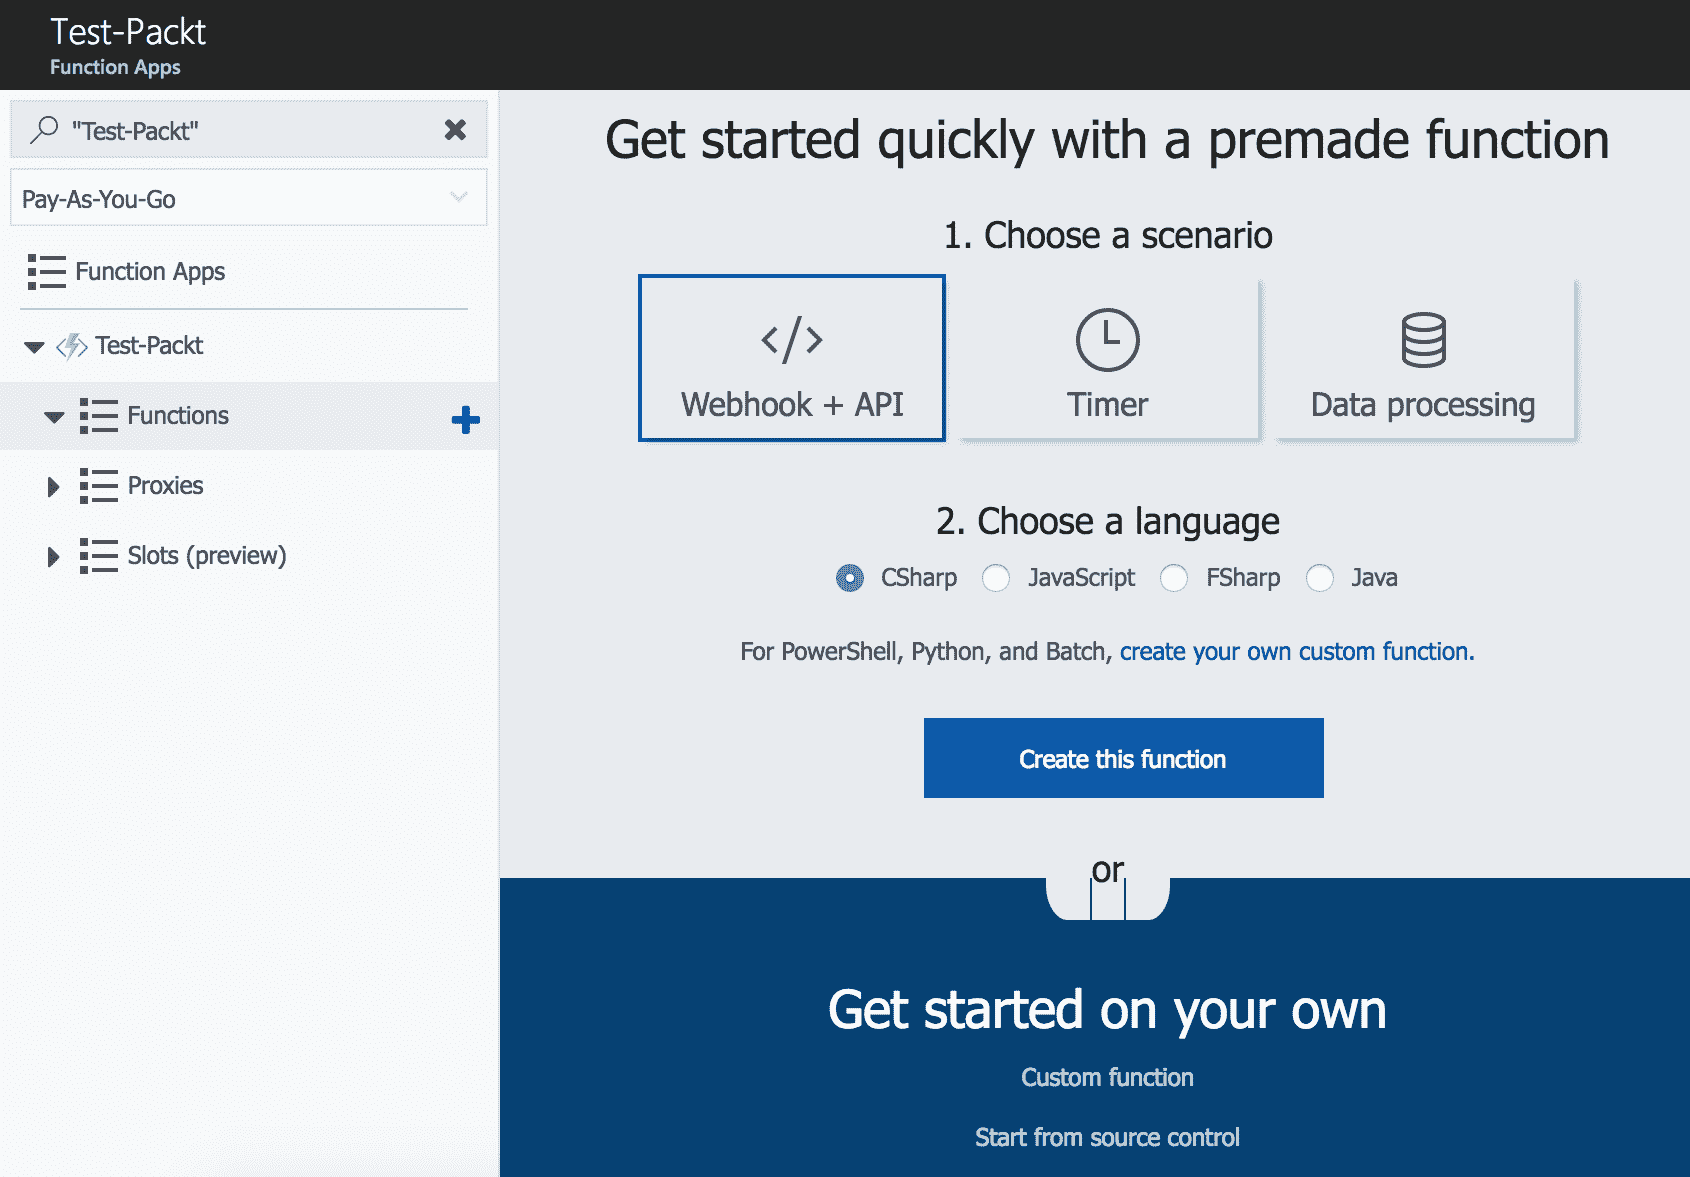 Test-Packt
Function Apps
"Test-Packt"
Pay-As-You-Go
Function Apps
Test-Packt
Functions
Proxies
Slots (preview)
Get started quickly with a premade function
1. Choose a scenario
Webhook + API
Timer
Data processing
2. Choose a language
CSharp JavaScript FSharp Java
For PowerShell, Python, and Batch, create your own custom function.
Create this function
or
Get started on your own
Custom function
Start from source control